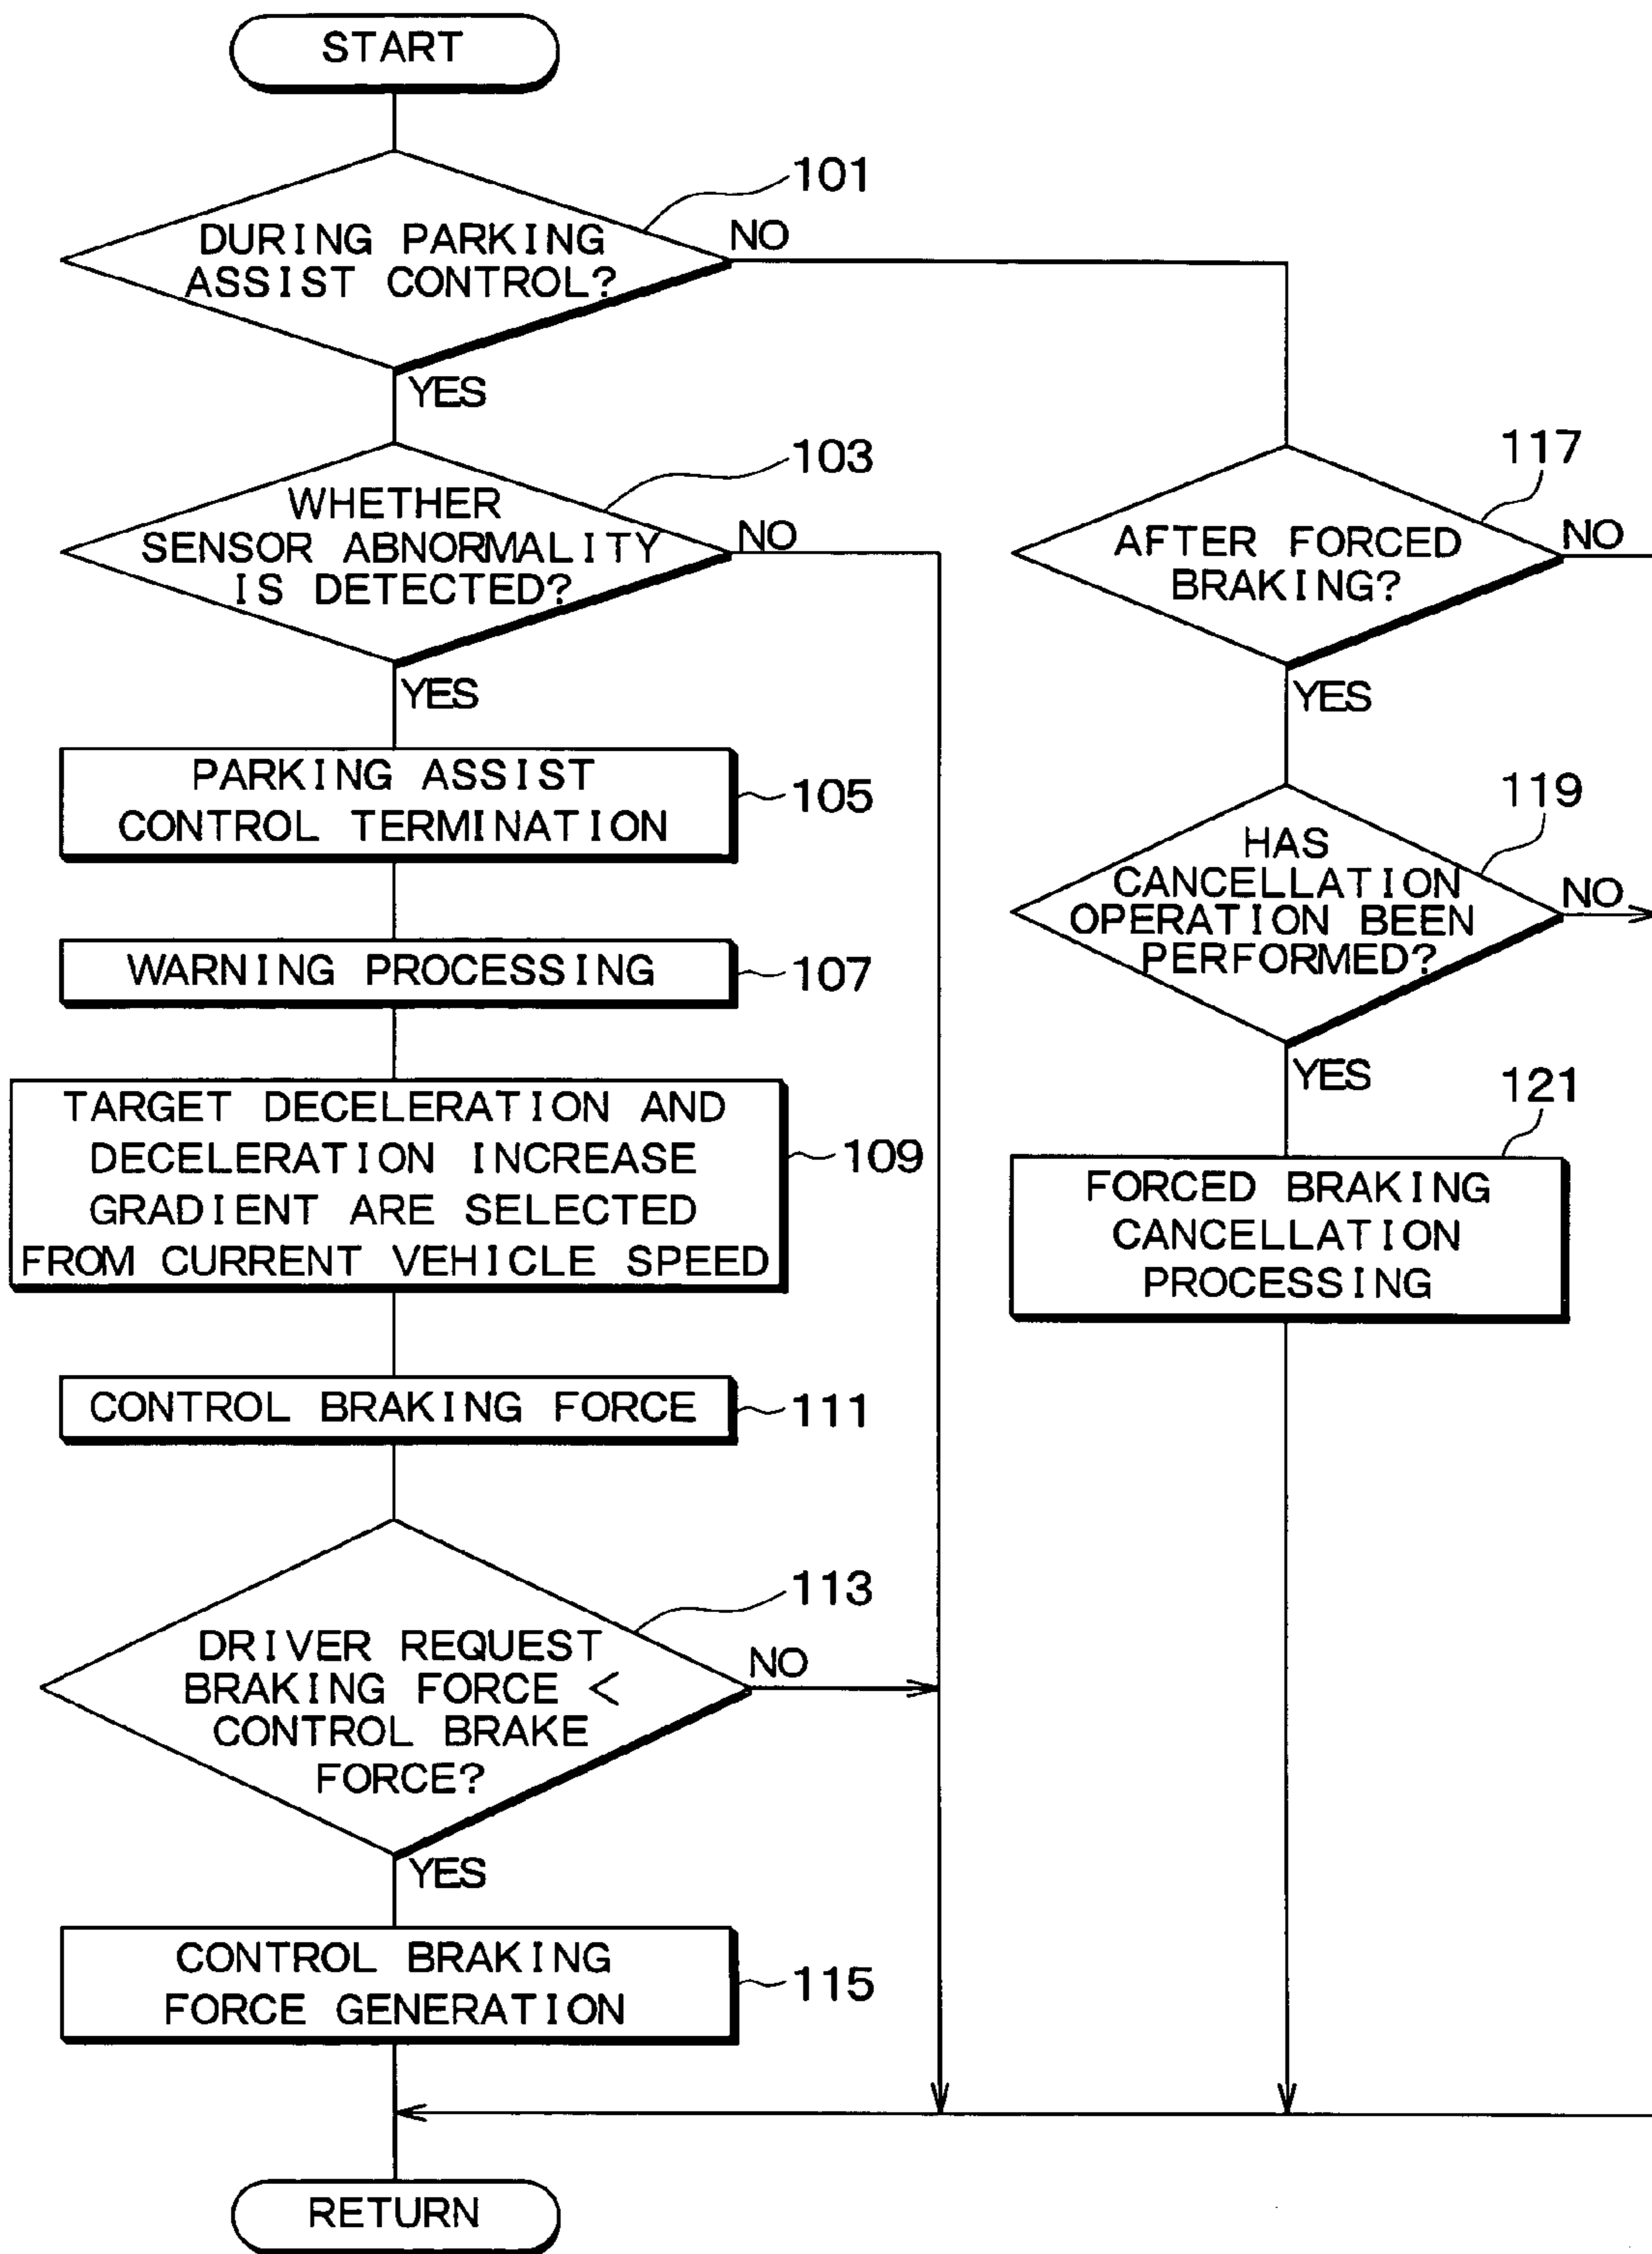 START
101
DURING PARKING
ASSIST CONTROL?
NO
YES
103
WHETHER
SENSOR ABNORMALITY
IS DETECTED?
NO
YES
PARKING ASSIST
CONTROL TERMINATION
105
WARNING PROCESSING
107
TARGET DECELERATION AND
DECELERATION INCREASE
GRADIENT ARE SELECTED
FROM CURRENT VEHICLE SPEED
109
CONTROL BRAKING FORCE
111
113
DRIVER REQUEST
BRAKING FORCE <
CONTROL BRAKE
FORCE?
NO
YES
CONTROL BRAKING
FORCE GENERATION
115
RETURN
117
AFTER FORCED
BRAKING?
NO
YES
119
HAS
CANCELLATION
OPERATION BEEN
PERFORMED?
NO
YES
121
FORCED BRAKING
CANCELLATION
PROCESSING